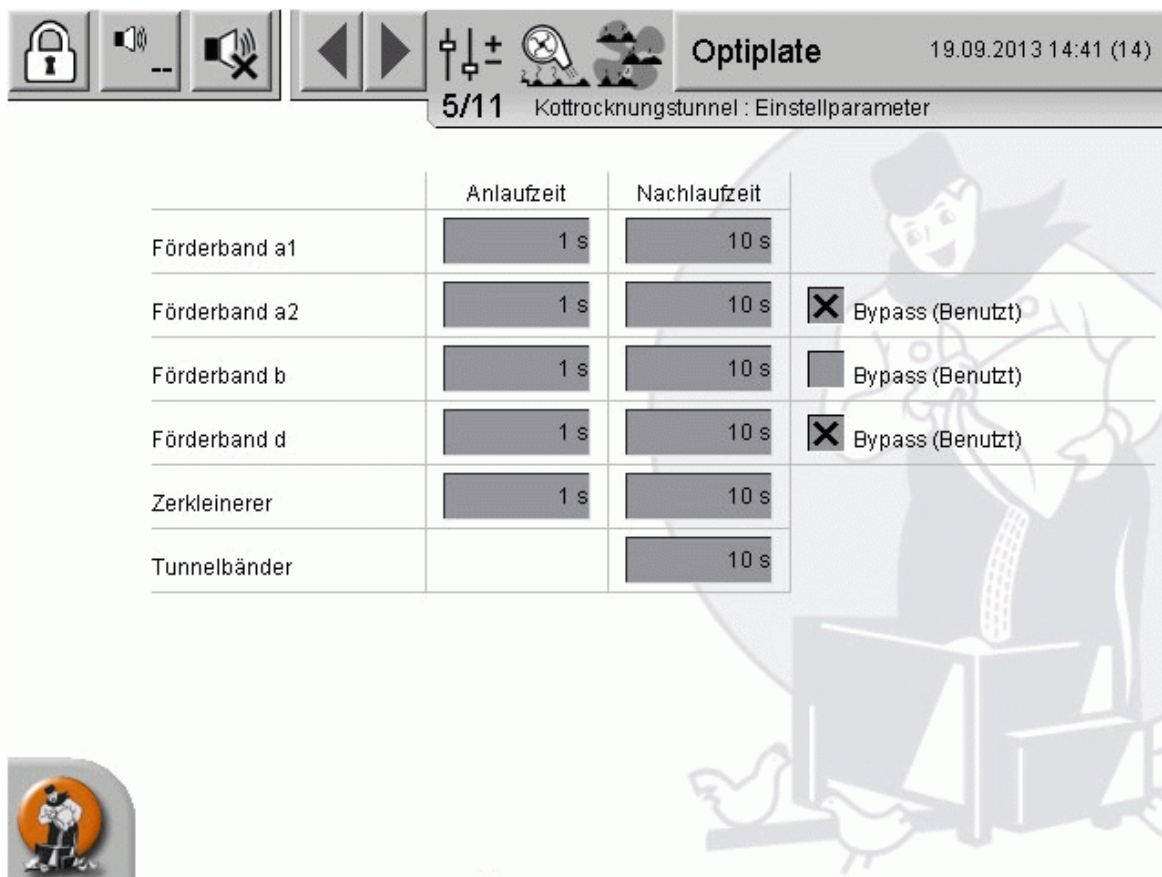 --
Optiplate 19.09.2013 14:41 (14)
5/11 Kottrocknungstunnel : Einstellparameter
Anlaufzeit Nachlaufzeit
Förderband a1 1 s 10 s
Förderband a2 1 s 10 s Bypass (Benutzt)
Förderband b 1 s 10 s Bypass (Benutzt)
Förderband d 1 s 10 s Bypass (Benutzt)
Zerkleinerer 1 s 10 s
Tunnelbänder 10 s